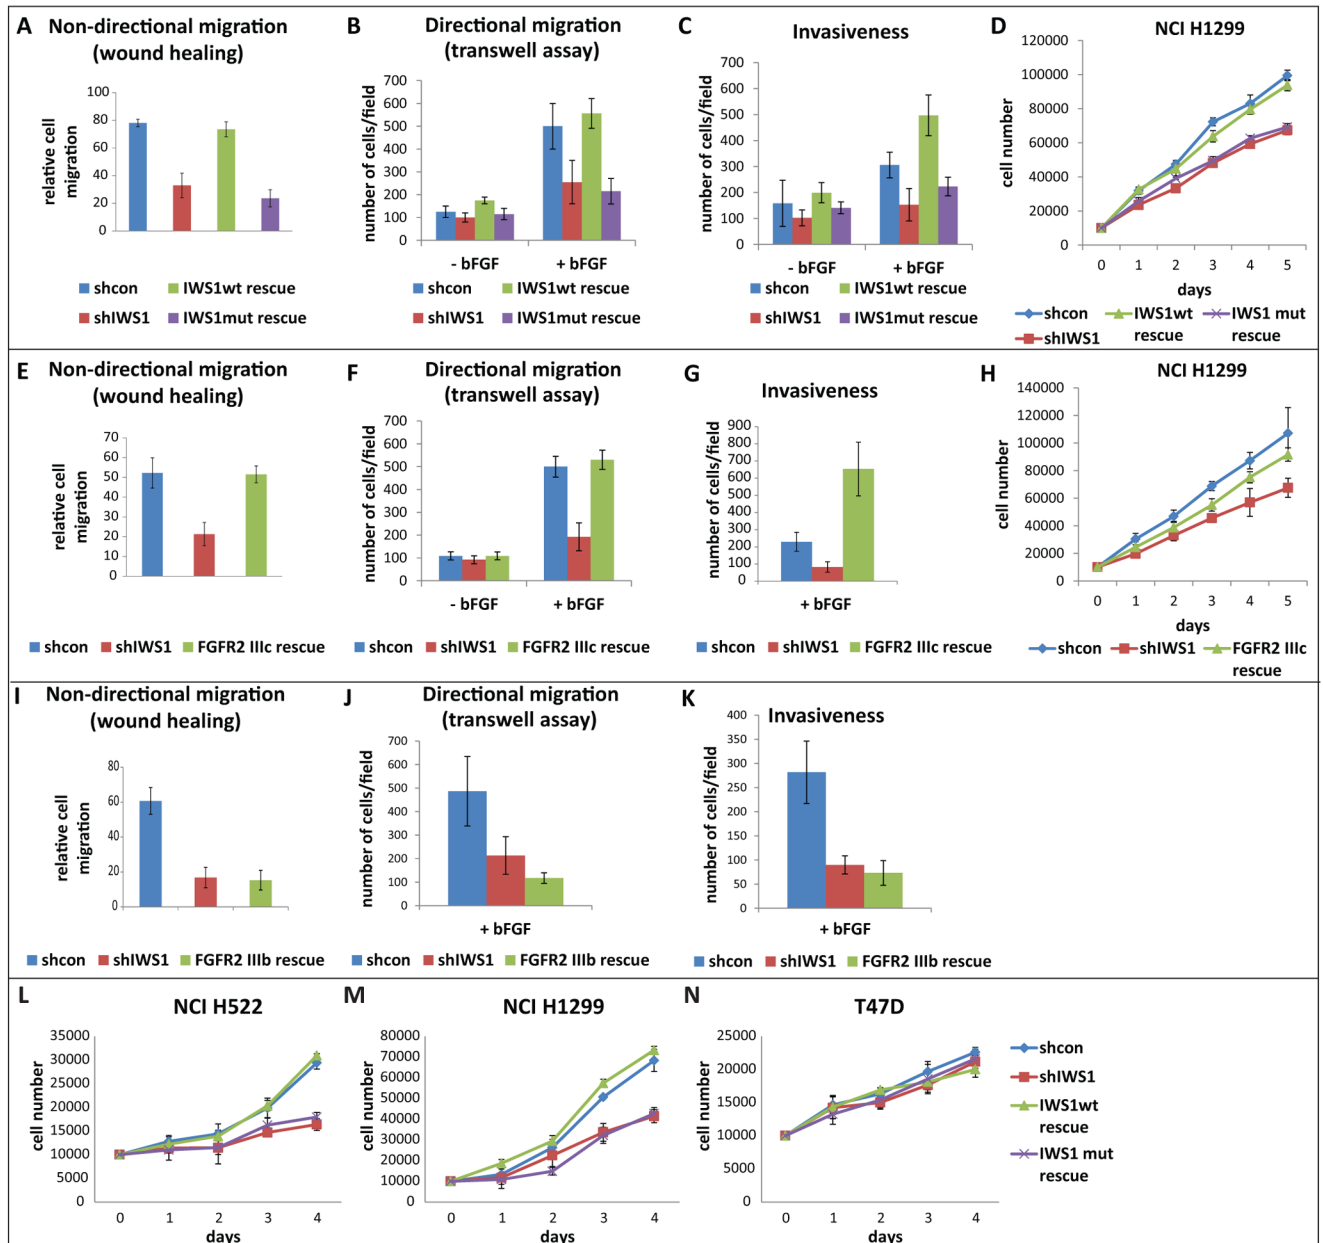 A
Non-directional migration
(wound healing)
relative cell
migration
100
80
60
40
20
0
shcon
IWS1wt rescue
shIWS1
IWS1mut rescue
B
Directional migration
(transwell assay)
number of cells/field
700
600
500
400
300
200
100
0
- bFGF
+ bFGF
shcon
IWS1wt rescue
shIWS1
IWS1mut rescue
C
Invasiveness
number of cells/field
700
600
500
400
300
200
100
0
- bFGF
+ bFGF
shcon
IWS1wt rescue
shIWS1
IWS1mut rescue
D
NCI H1299
cell number
120000
100000
80000
60000
40000
20000
0
0 1 2 3 4 5
days
shcon
IWS1wt
rescue
IWS1 mut
rescue
shIWS1
E
Non-directional migration
(wound healing)
relative cell
migration
70
60
50
40
30
20
10
0
shcon shIWS1 FGFR2 IIIc rescue
F
Directional migration
(transwell assay)
number of cells/field
700
600
500
400
300
200
100
0
- bFGF
+ bFGF
shcon shIWS1 FGFR2 IIIc rescue
G
Invasiveness
number of cells/field
900
800
700
600
500
400
300
200
100
0
+ bFGF
shcon shIWS1 FGFR2 IIIc rescue
H
NCI H1299
cell number
140000
120000
100000
80000
60000
40000
20000
0
0 1 2 3 4 5
days
shcon shIWS1 FGFR2 IIIc
rescue
I
Non-directional migration
(wound healing)
relative cell
migration
80
60
40
20
0
shcon shIWS1 FGFR2 IIIb rescue
J
Directional migration
(transwell assay)
number of cells/field
700
600
500
400
300
200
100
0
+ bFGF
shcon shIWS1 FGFR2 IIIb rescue
K
Invasiveness
number of cells/field
400
350
300
250
200
150
100
50
0
+ bFGF
shcon shIWS1 FGFR2 IIIb rescue
L
NCI H522
cell number
35000
30000
25000
20000
15000
10000
5000
0
0 1 2 3 4
days
M
NCI H1299
cell number
80000
70000
60000
50000
40000
30000
20000
10000
0
0 1 2 3 4
days
N
T47D
cell number
25000
20000
15000
10000
5000
0
0 1 2 3 4
days
shcon
shIWS1
IWS1wt
rescue
IWS1 mut
rescue